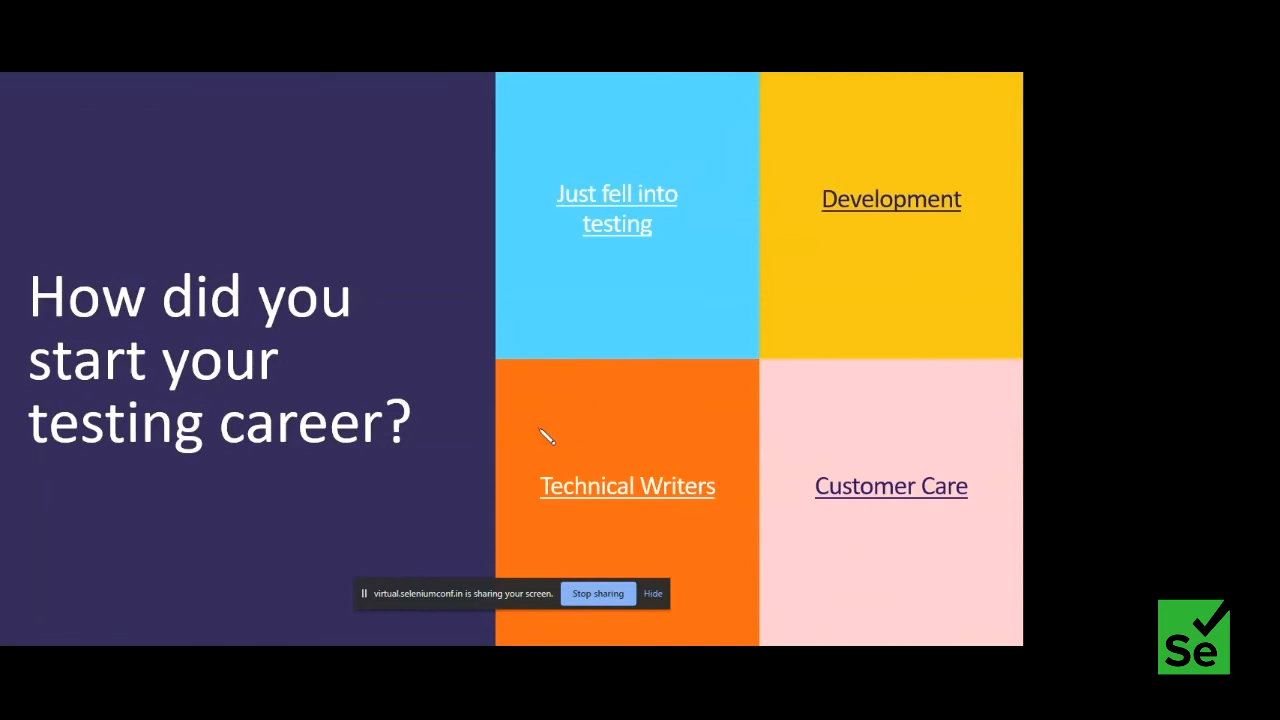 How did you
start your
testing career?
Just fell into
testing
Development
Technical Writers
Customer Care
virtual.seleniumconf.in is sharing your screen.
Stop sharing
Hide
Se